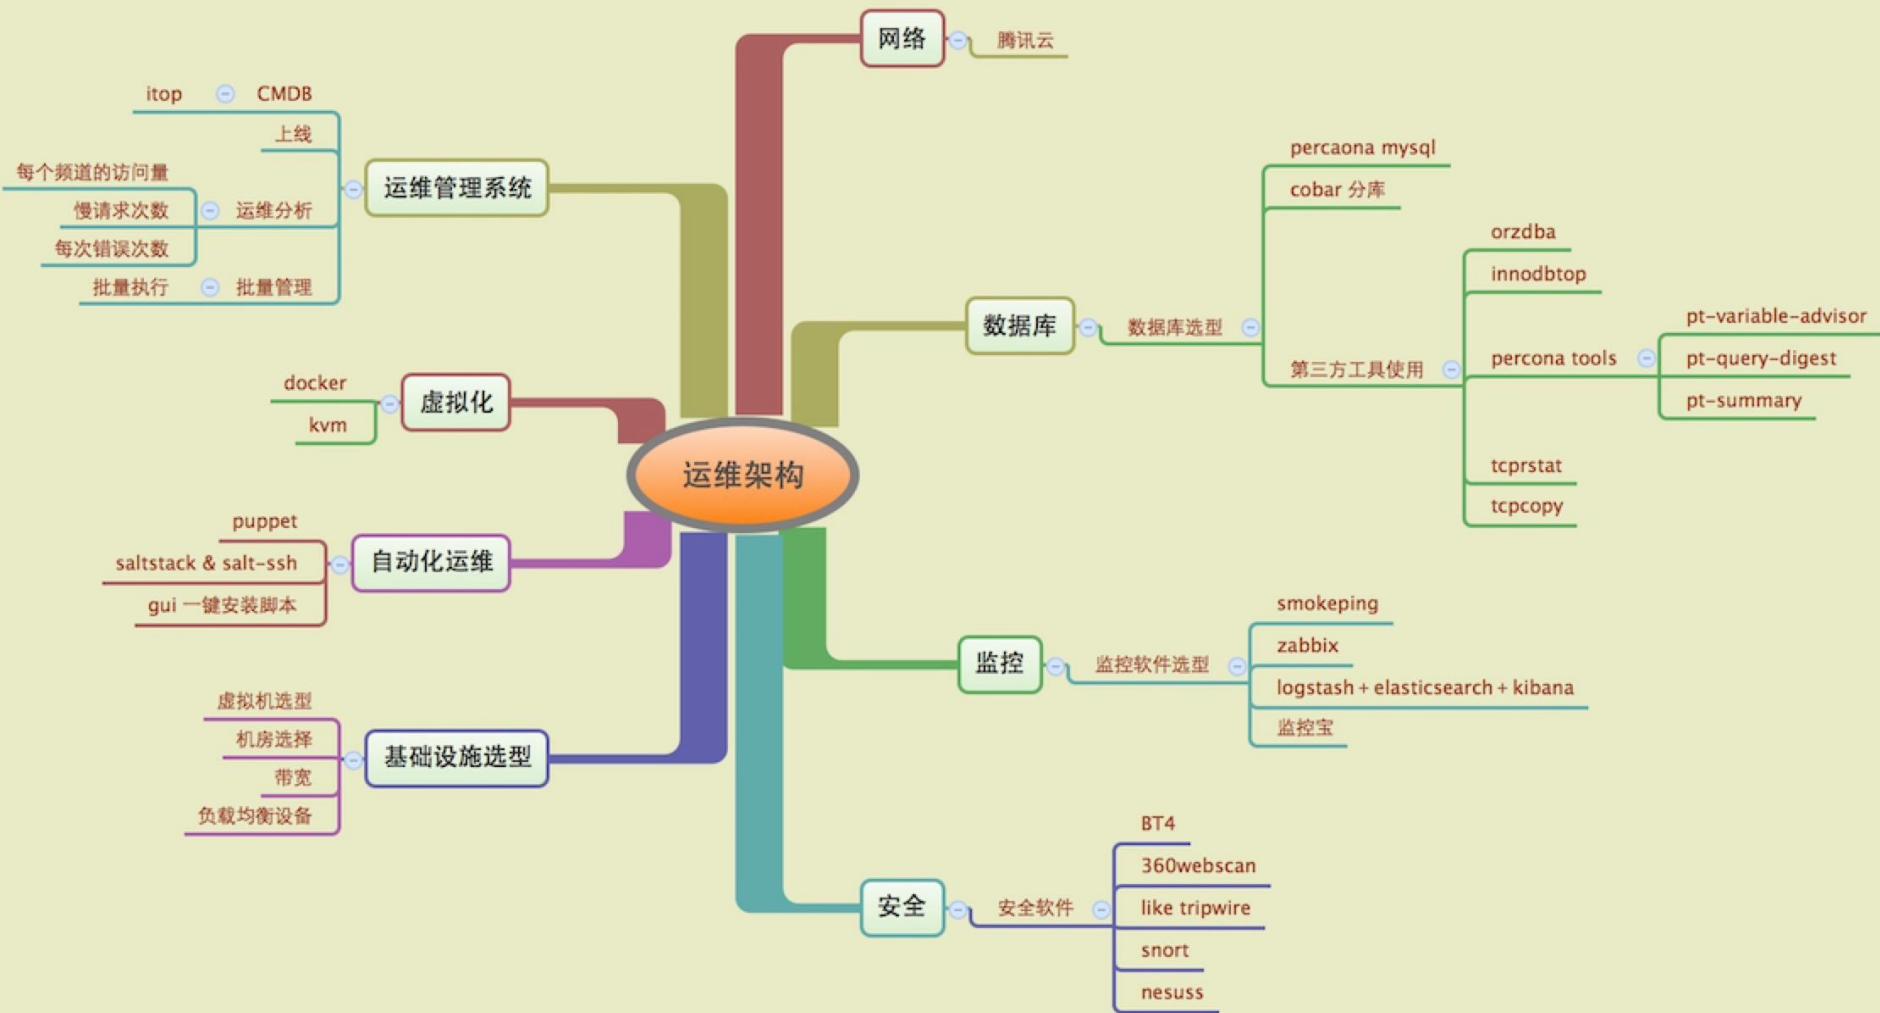 运维架构
网络
腾讯云
数据库
数据库选型
percaona mysql
cobar 分库
第三方工具使用
orzdba
innodbtop
percona tools
pt-variable-advisor
pt-query-digest
pt-summary
tcprstat
tcpcopy
监控
监控软件选型
smokeping
zabbix
logstash + elasticsearch + kibana
监控宝
安全
安全软件
BT4
360webscan
like tripwire
snort
nesuss
运维管理系统
CMDB
itop
上线
运维分析
每个频道的访问量
慢请求次数
每次错误次数
批量管理
批量执行
虚拟化
docker
kvm
自动化运维
puppet
saltstack & salt-ssh
gui 一键安装脚本
基础设施选型
虚拟机选型
机房选择
带宽
负载均衡设备